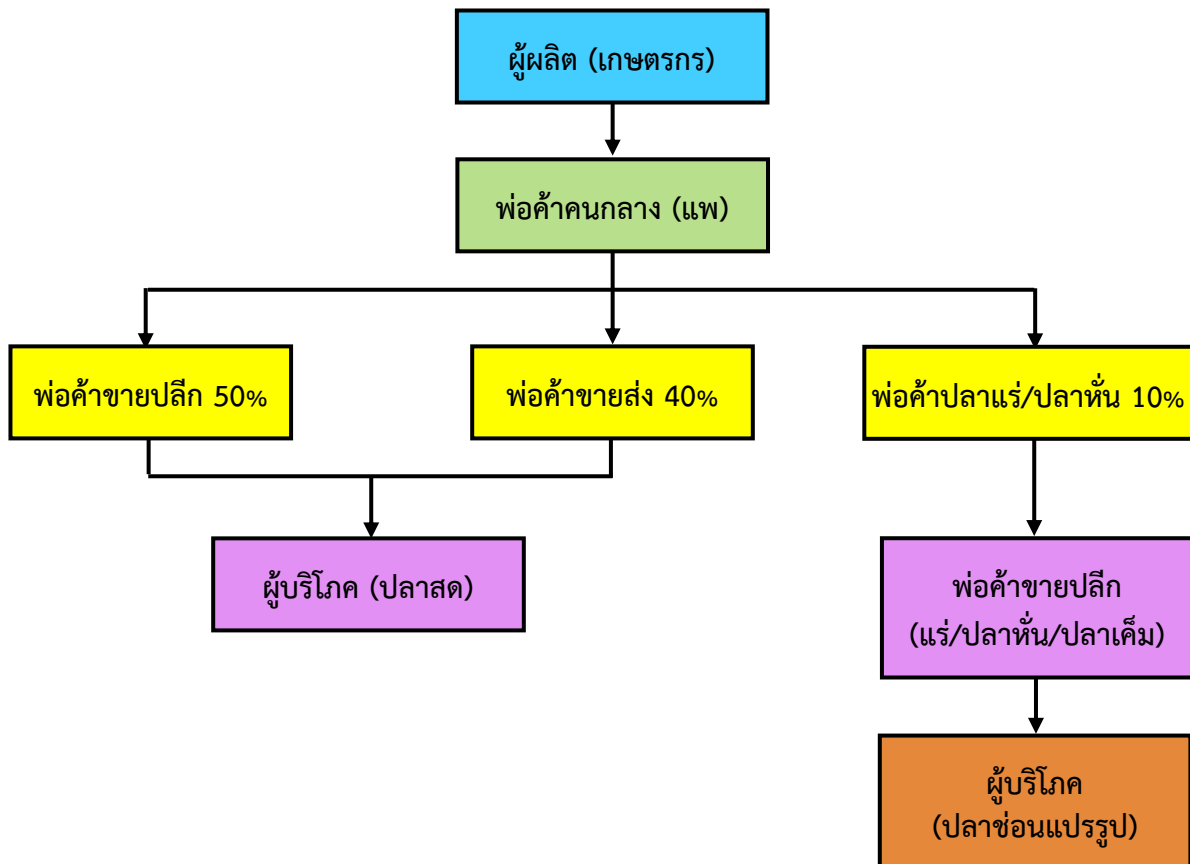 ผู้ผลิต (เกษตรกร)
พ่อค้าคนกลาง (แพ)
พ่อค้าขายปลีก 50%
พ่อค้าขายส่ง 40%
พ่อค้าปลาแร่/ปลาหั่น 10%
ผู้บริโภค (ปลาสด)
พ่อค้าขายปลีก
(แร่/ปลาหั่น/ปลาเค็ม)
ผู้บริโภค
(ปลาช่อนแปรรูป)